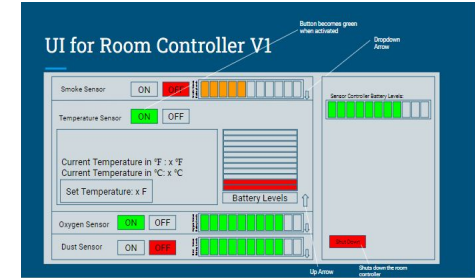 Button becomes green
when activated
UI for Room Controller V1
Dropdown
Arrow
Smoke Sensor ON OFF
Sensor Controller Battery Levels:
Temperature Sensor ON OFF
Current Temperature in °F : x °F
Current Temperature in °C: x °C
Set Temperature: x F
Battery Levels
Oxygen Sensor ON OFF
Dust Sensor ON OFF
Shut Down
Up Arrow
Shuts down the room
controller